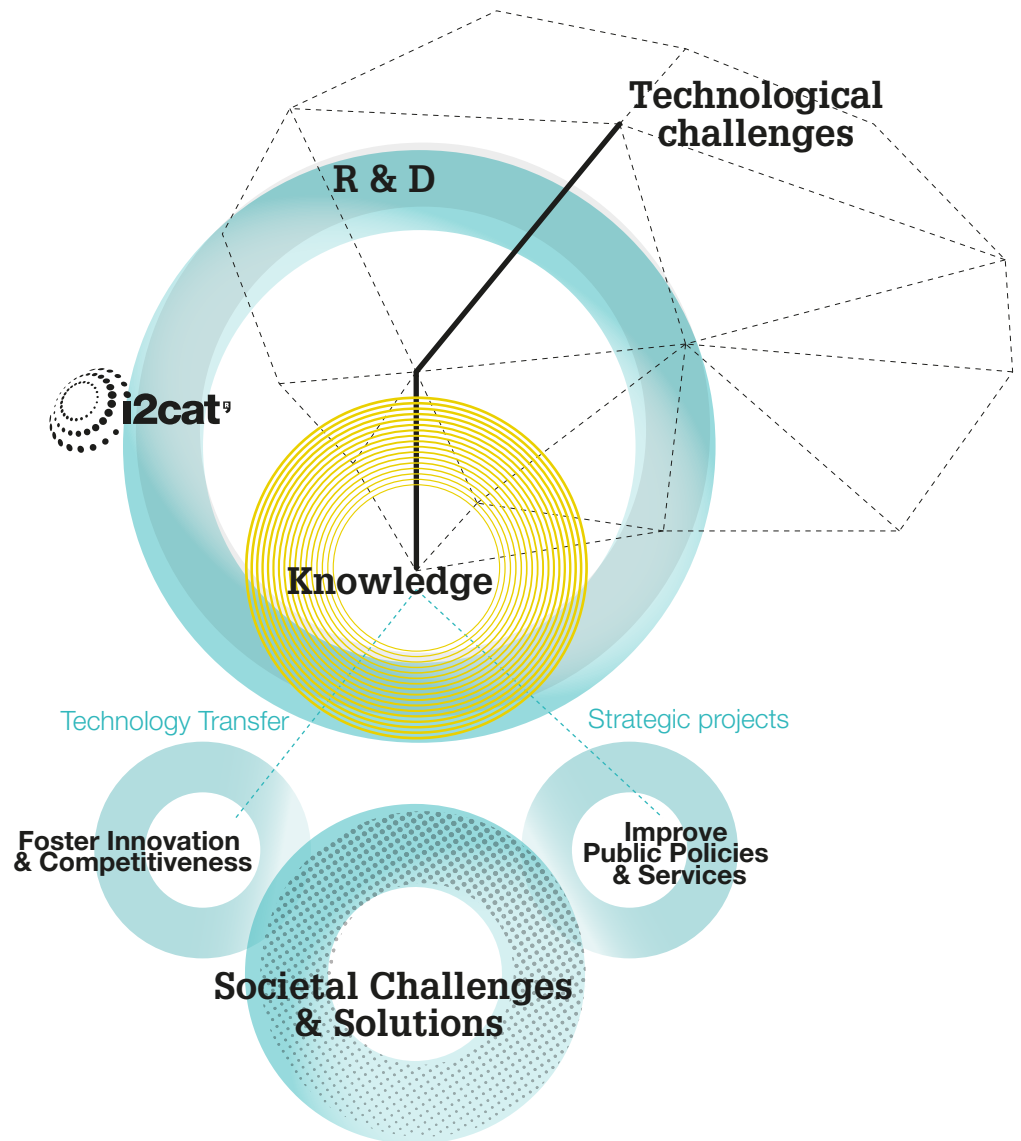 Technological
challenges
R & D
i2cat
Knowledge
Technology Transfer
Strategic projects
Foster Innovation
& Competitiveness
Improve
Public Policies
& Services
Societal Challenges
& Solutions